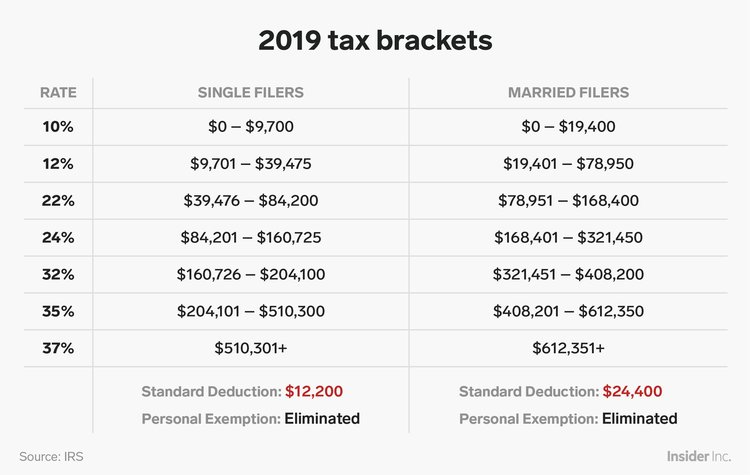 2019 tax brackets
RATE SINGLE FILERS MARRIED FILERS
10% $0 – $9,700 $0 – $19,400
12% $9,701 – $39,475 $19,401 – $78,950
22% $39,476 – $84,200 $78,951 – $168,400
24% $84,201 – $160,725 $168,401 – $321,450
32% $160,726 – $204,100 $321,451 – $408,200
35% $204,101 – $510,300 $408,201 – $612,350
37% $510,301+ $612,351+
Standard Deduction: $12,200 Standard Deduction: $24,400
Personal Exemption: Eliminated Personal Exemption: Eliminated
Source: IRS Insider Inc.